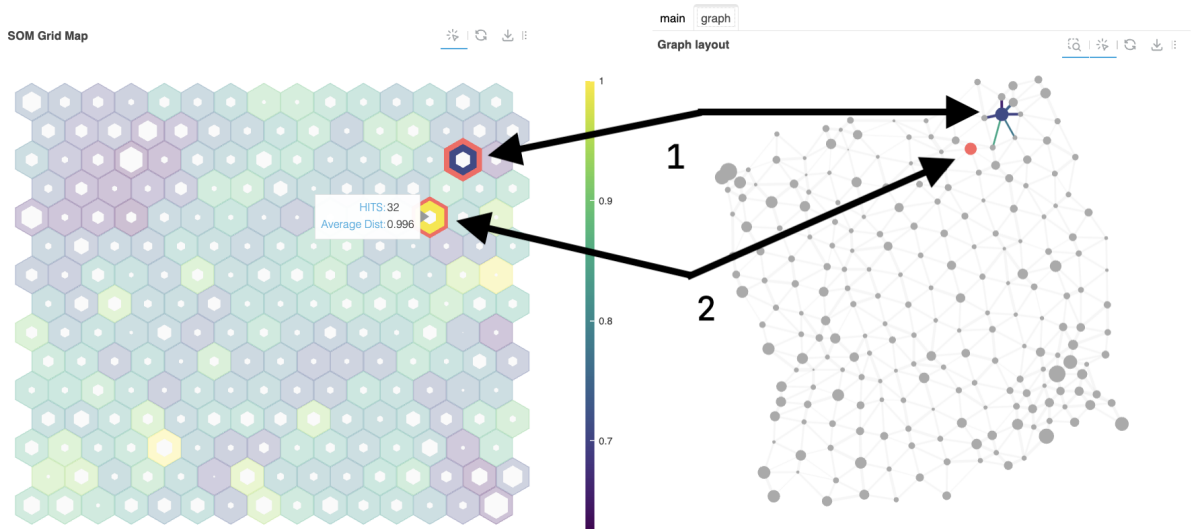 main graph
SOM Grid Map
Graph layout
1
0.9
0.8
0.7
HITS: 32
Average Dist: 0.996
1
2